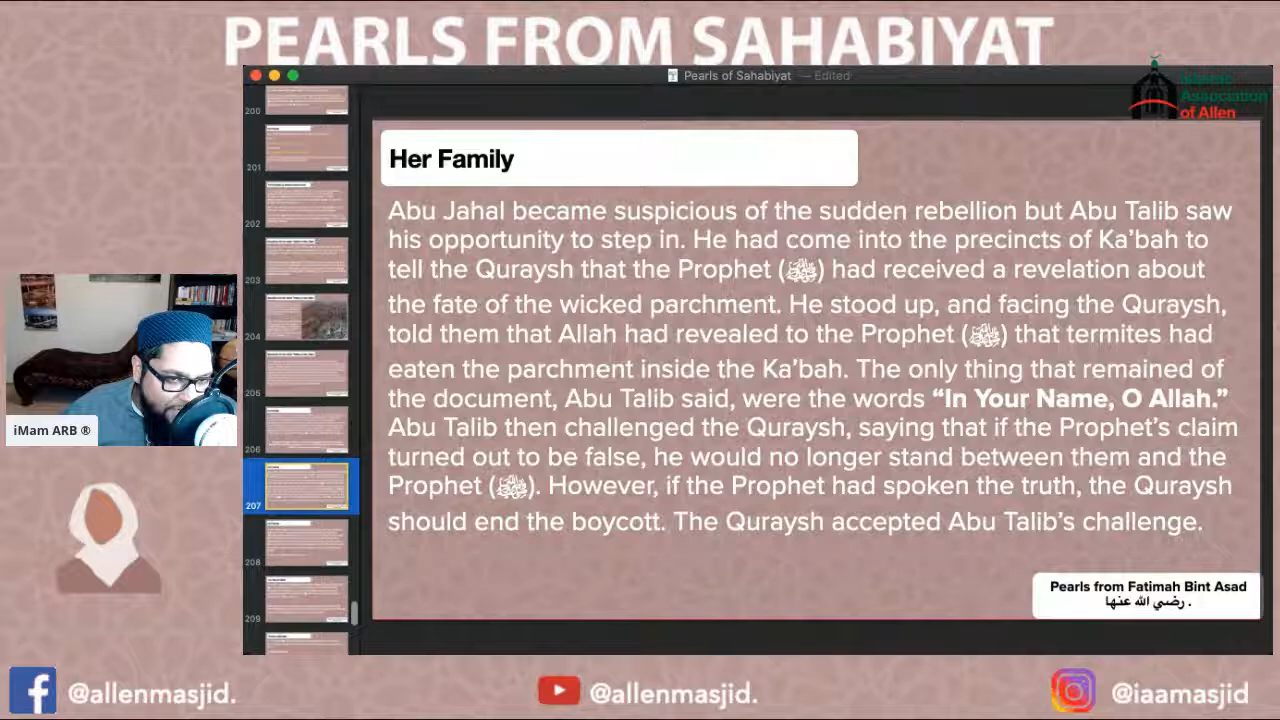 PEARLS FROM SAHABIYAT
Pearls of Sahabiyat — Edited
Islamic
Association
of Allen
200
201
202
203
204
205
206
207
208
209
Her Family
Abu Jahal became suspicious of the sudden rebellion but Abu Talib saw
his opportunity to step in. He had come into the precincts of Ka’bah to
tell the Quraysh that the Prophet (ﷺ) had received a revelation about
the fate of the wicked parchment. He stood up, and facing the Quraysh,
told them that Allah had revealed to the Prophet (ﷺ) that termites had
eaten the parchment inside the Ka’bah. The only thing that remained of
the document, Abu Talib said, were the words “In Your Name, O Allah.”
Abu Talib then challenged the Quraysh, saying that if the Prophet’s claim
turned out to be false, he would no longer stand between them and the
Prophet (ﷺ). However, if the Prophet had spoken the truth, the Quraysh
should end the boycott. The Quraysh accepted Abu Talib’s challenge.
Pearls from Fatimah Bint Asad
رضي الله عنها .
iMam ARB ®
@allenmasjid.
@allenmasjid.
@iaamasjid